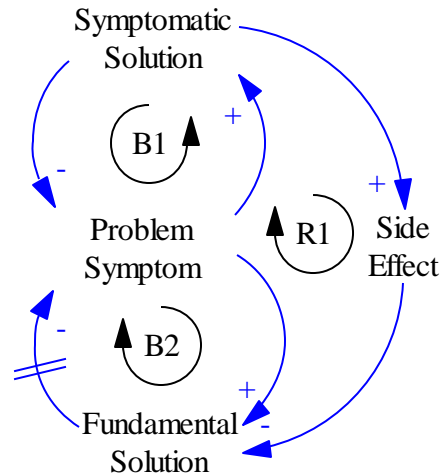 Symptomatic
Solution
B1
+
-
+
Problem
Symptom
R1
Side
Effect
-
B2
+
-
Fundamental
Solution